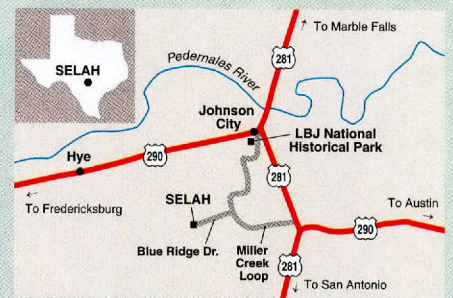 To Marble Falls
281
Pedernales River
SELAH
Johnson
City
LBJ National
Historical Park
Hye
290
281
To Fredericksburg
SELAH
To Austin
290
Blue Ridge Dr.
Miller
Creek
Loop
281
To San Antonio